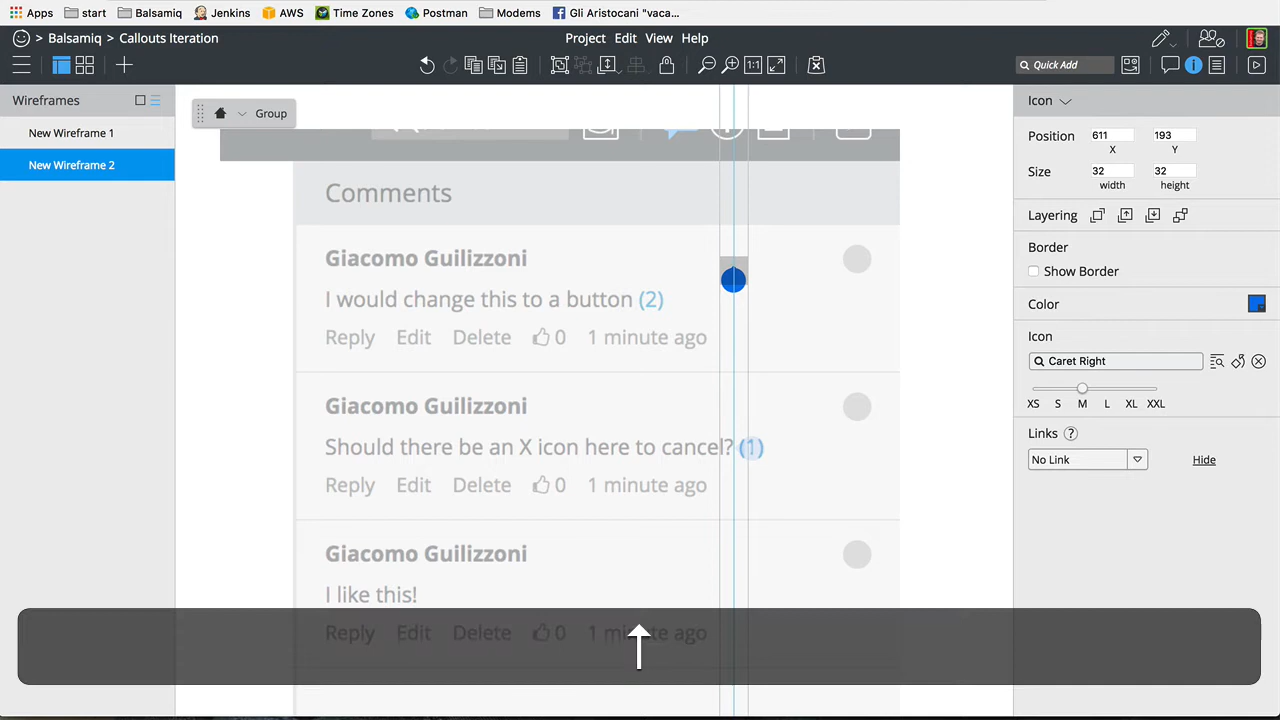 Apps start Balsamiq Jenkins AWS Time Zones Postman Modems Gli Aristocani "vaca...
> Balsamiq > Callouts Iteration Project Edit View Help
1:1 Quick Add
Wireframes
New Wireframe 1
New Wireframe 2
Group
Comments
Giacomo Guilizzoni
I would change this to a button (2)
Reply Edit Delete 0 1 minute ago
Giacomo Guilizzoni
Should there be an X icon here to cancel? (1)
Reply Edit Delete 0 1 minute ago
Giacomo Guilizzoni
I like this!
Reply Edit Delete 0 1 minute ago
Icon
Position 611 193
X Y
Size 32 32
width height
Layering
Border
Show Border
Color
Icon
Caret Right
XS S M L XL XXL
Links ?
No Link Hide